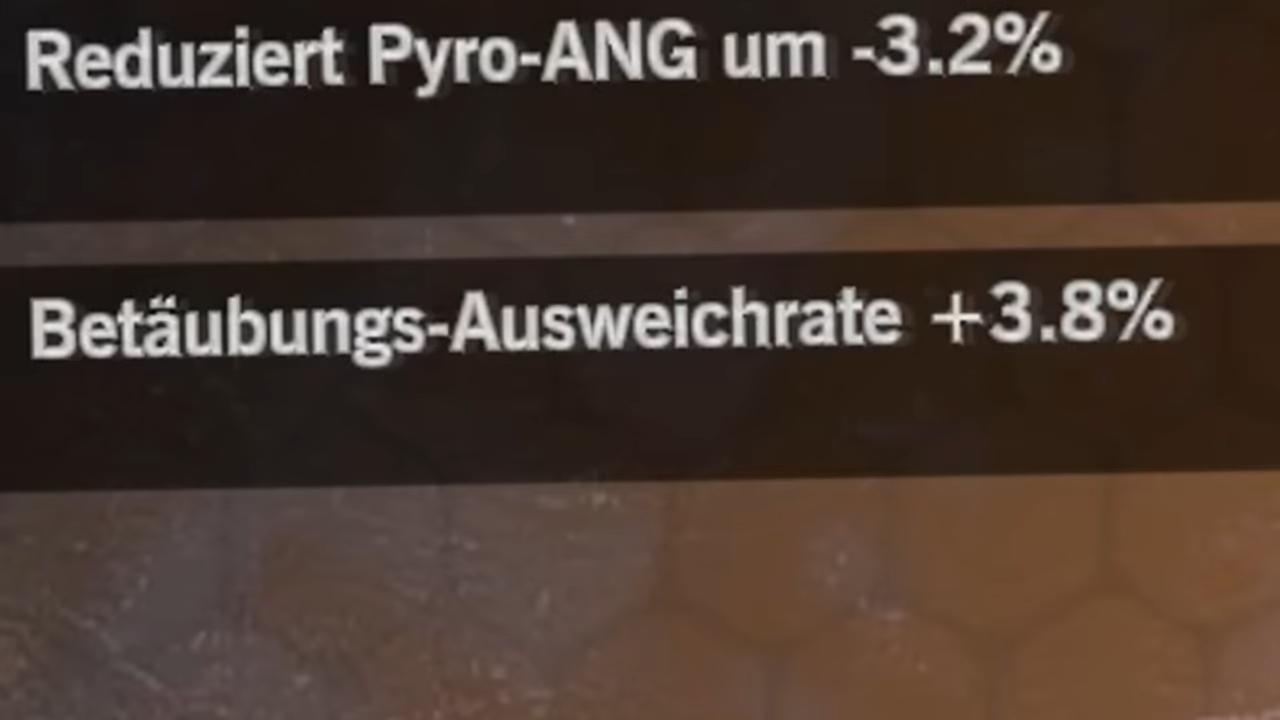 Reduziert Pyro-ANG um -3.2%
Betäubungs-Ausweichrate +3.8%